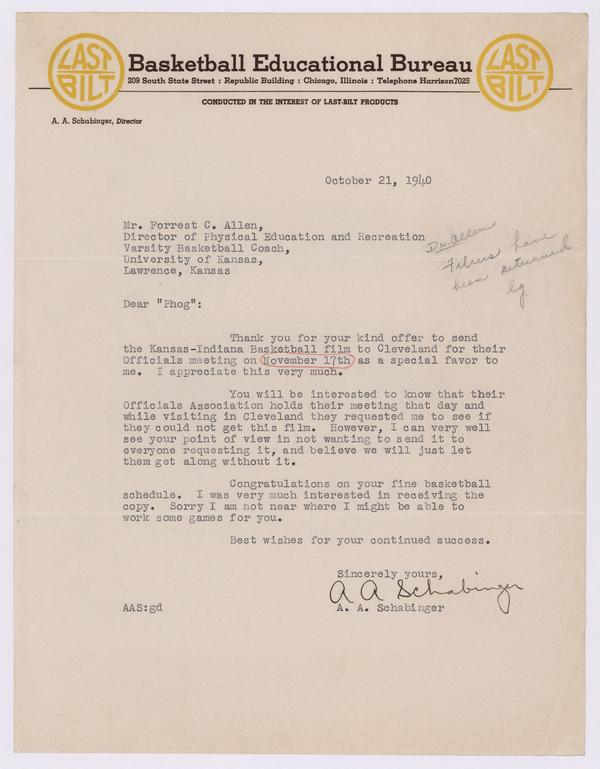 LAST BILT
Basketball Educational Bureau
LAST BILT
209 South State Street : Republic Building : Chicago, Illinois : Telephone Harrison7025
CONDUCTED IN THE INTEREST OF LAST-BILT PRODUCTS
A. A. Schabinger, Director
October 21, 1940
Mr. Forrest C. Allen,
Director of Physical Education and Recreation
Varsity Basketball Coach,
University of Kansas,
Lawrence, Kansas
Dr. Allen
Films have
been returned
Dear "Phog":
Thank you for your kind offer to send
the Kansas-Indiana Basketball film to Cleveland for their
Officials meeting on November 17th as a special favor to
me. I appreciate this very much.
You will be interested to know that their
Officials Association holds their meeting that day and
while visiting in Cleveland they requested me to see if
they could not get this film. However, I can very well
see your point of view in not wanting to send it to
everyone requesting it, and believe we will just let
them get along without it.
Congratulations on your fine basketball
schedule. I was very much interested in receiving the
copy. Sorry I am not near where I might be able to
work some games for you.
Best wishes for your continued success.
Sincerely yours,
A A Schabinger
AAS:gd
A. A. Schabinger